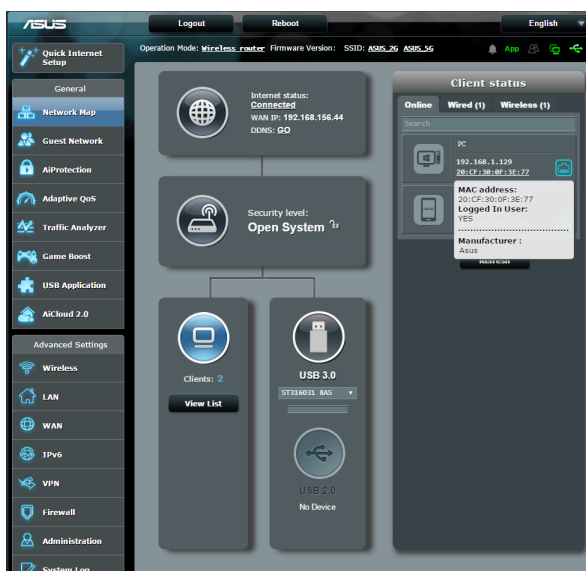 ASUS
Logout
Reboot
English
Quick Internet
Setup
Operation Mode: Wireless router Firmware Version: SSID: ASUS_2G ASUS_5G
App
General
Network Map
Guest Network
AiProtection
Adaptive QoS
Traffic Analyzer
Game Boost
USB Application
AiCloud 2.0
Advanced Settings
Wireless
LAN
WAN
IPv6
VPN
Firewall
Administration
System Log
Internet status:
Connected
WAN IP: 192.168.156.44
DDNS: GO
Security level:
Open System
Clients: 2
View List
USB 3.0
ST316031 8AS
USB 2.0
No Device
Client status
Online Wired (1) Wireless (1)
Search
PC
192.168.1.129
20:CF:30:0F:3E:77
MAC address:
20:CF:30:0F:3E:77
Logged In User:
YES
Manufacturer :
Asus
Refresh